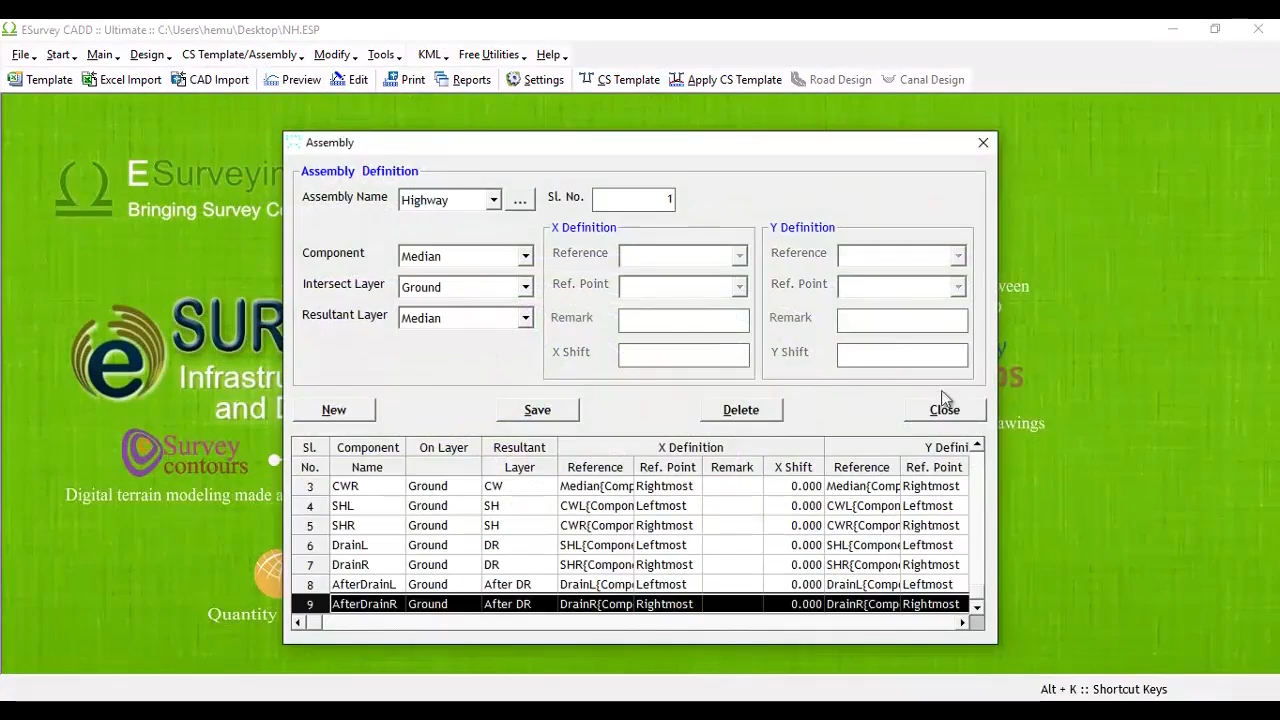 ESurvey CADD :: Ultimate :: C:\Users\hemu\Desktop\NH.ESP
File Start Main Design CS Template/Assembly Modify Tools KML Free Utilities Help
Template Excel Import CAD Import Preview Edit Print Reports Settings CS Template Apply CS Template Road Design Canal Design
Assembly
Assembly Definition
Assembly Name Highway ... Sl. No. 1
X Definition Y Definition
Component Median Reference Reference
Intersect Layer Ground Ref. Point Ref. Point
Resultant Layer Median Remark Remark
X Shift Y Shift
New Save Delete Close
Sl. Component On Layer Resultant X Definition Y Defini
No. Name Layer Reference Ref. Point Remark X Shift Reference Ref. Point
3 CWR Ground CW Median{Comp Rightmost 0.000 Median{Comp Rightmost
4 SHL Ground SH CWL{Compon Leftmost 0.000 CWL{Compon Leftmost
5 SHR Ground SH CWR{Compon Rightmost 0.000 CWR{Compon Rightmost
6 DrainL Ground DR SHL{Compone Leftmost 0.000 SHL{Compon Leftmost
7 DrainR Ground DR SHR{Compon Rightmost 0.000 SHR{Compon Rightmost
8 AfterDrainL Ground After DR DrainL{Compe Leftmost 0.000 DrainL{Comp Leftmost
9 AfterDrainR Ground After DR DrainR{Comp Rightmost 0.000 DrainR{Comp Rightmost
ESurveyin
Bringing Survey C
e SUR
Infrastru
and D
Survey
contours
Digital terrain modeling made a
Quantity
ween
y
DS
awings
Alt + K :: Shortcut Keys